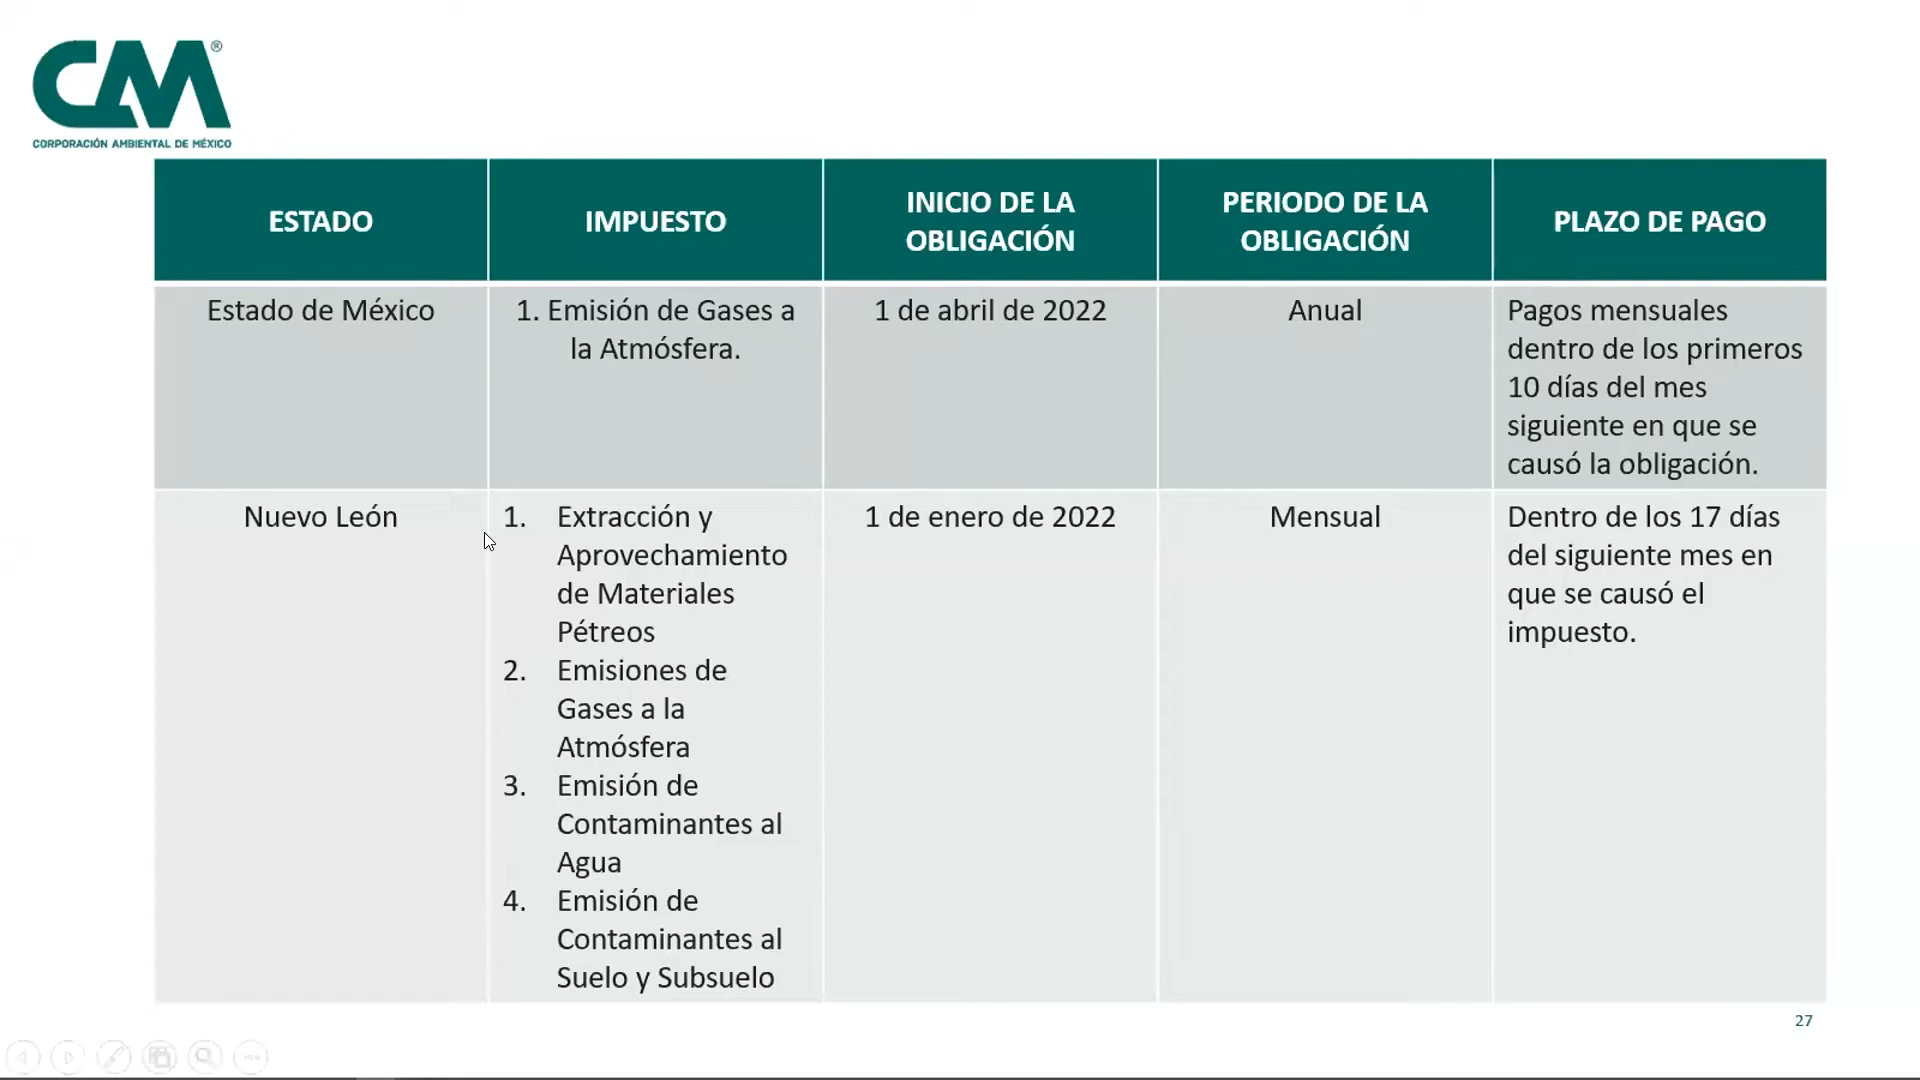 CMA®
CORPORACIÓN AMBIENTAL DE MÉXICO
ESTADO
IMPUESTO
INICIO DE LA
OBLIGACIÓN
PERIODO DE LA
OBLIGACIÓN
PLAZO DE PAGO
Estado de México
1. Emisión de Gases a
la Atmósfera.
1 de abril de 2022
Anual
Pagos mensuales
dentro de los primeros
10 días del mes
siguiente en que se
causó la obligación.
Nuevo León
1. Extracción y
Aprovechamiento
de Materiales
Pétreos
2. Emisiones de
Gases a la
Atmósfera
3. Emisión de
Contaminantes al
Agua
4. Emisión de
Contaminantes al
Suelo y Subsuelo
1 de enero de 2022
Mensual
Dentro de los 17 días
del siguiente mes en
que se causó el
impuesto.
27